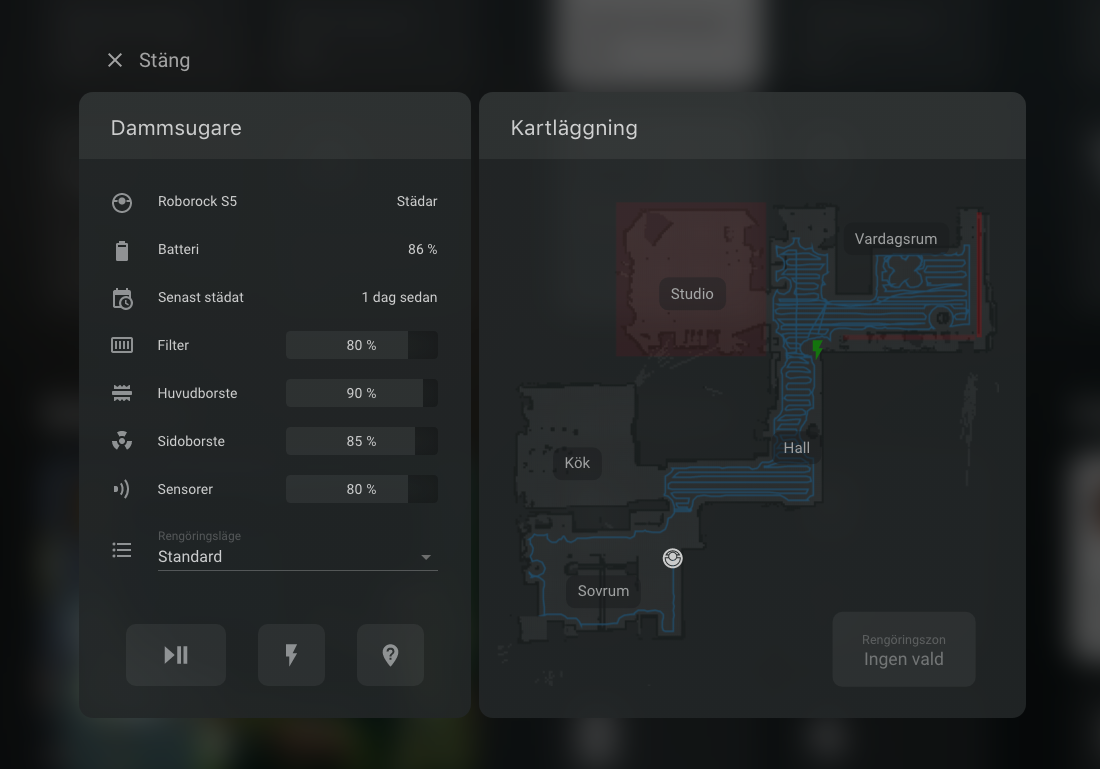 Stäng
Dammsugare
Roborock S5 Städar
Batteri 86 %
Senast städat 1 dag sedan
Filter 80 %
Huvudborste 90 %
Sidoborste 85 %
Sensorer 80 %
Rengöringsläge
Standard
Kartläggning
Vardagsrum
Studio
Hall
Kök
Sovrum
Rengöringszon
Ingen vald